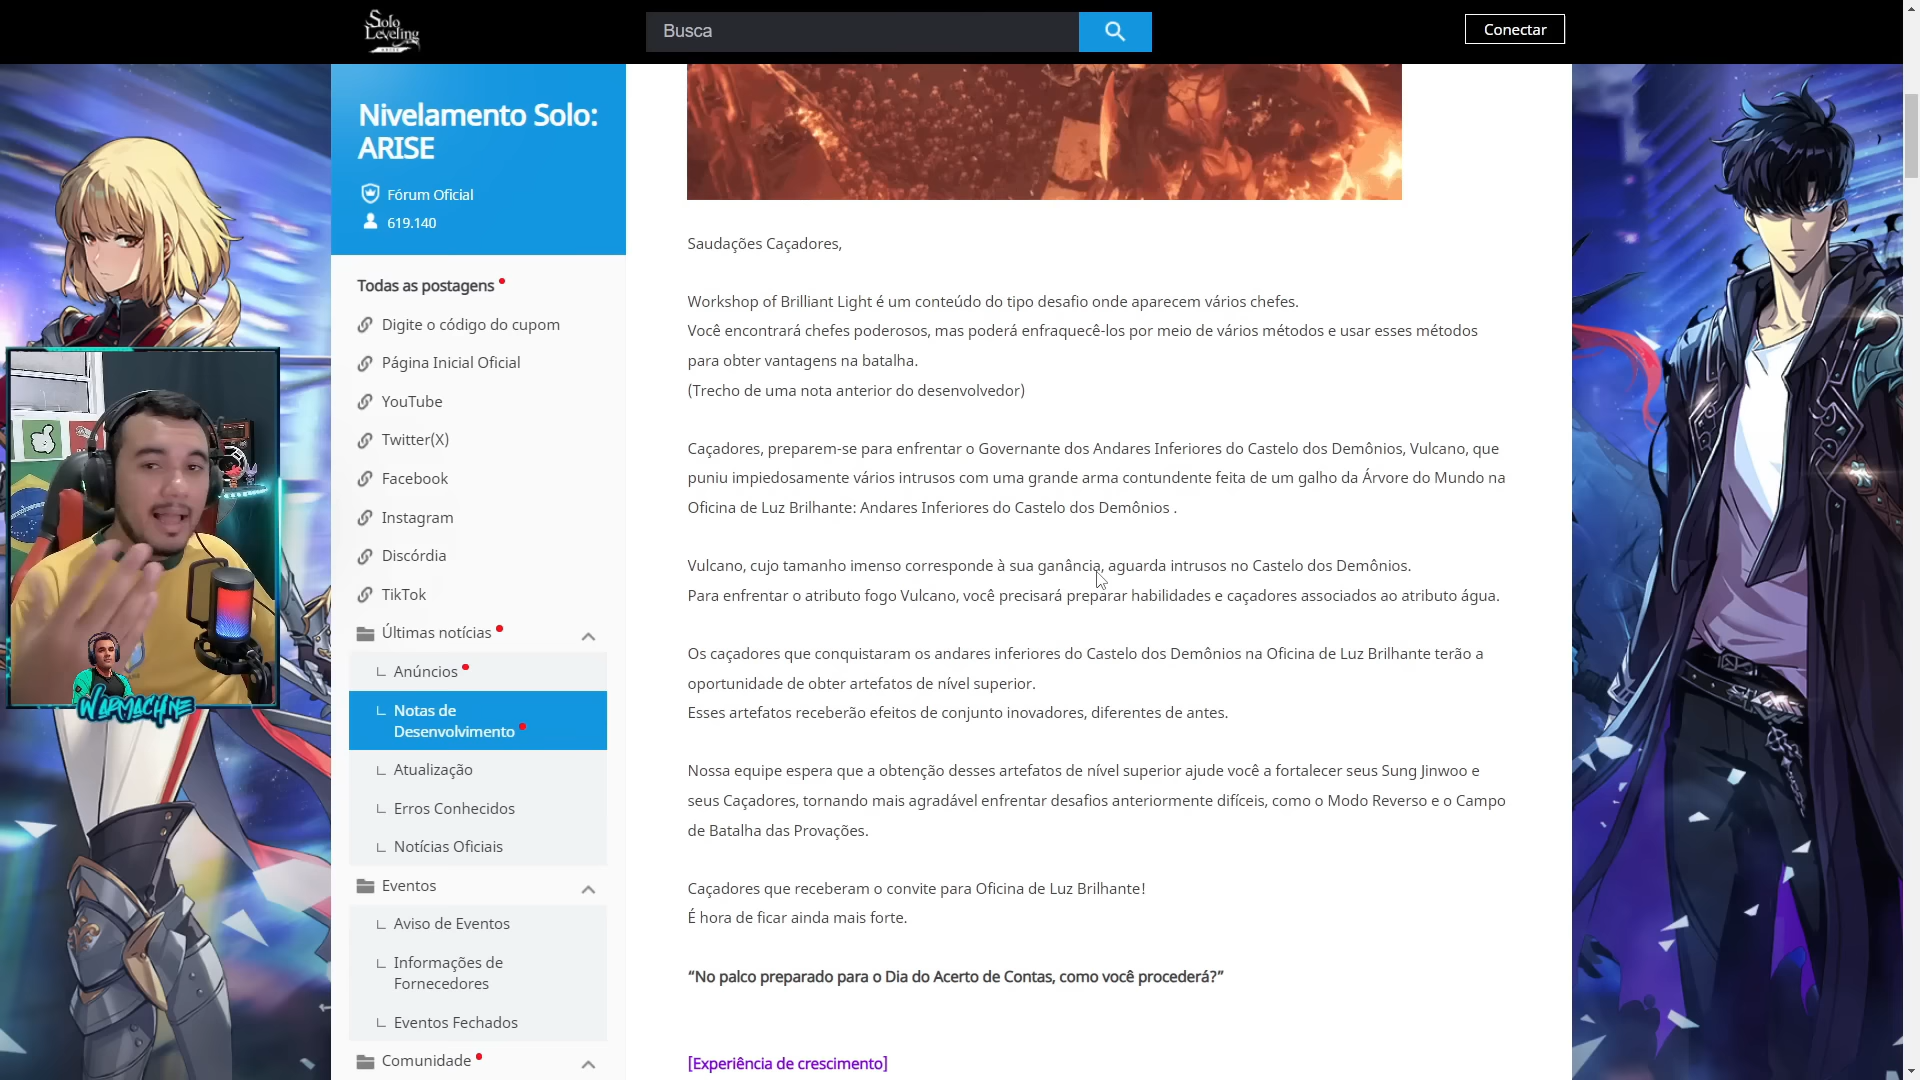 Solo
Leveling
ARISE
Busca
Conectar
Nivelamento Solo:
ARISE
Fórum Oficial
619.140
Todas as postagens
Digite o código do cupom
Página Inicial Oficial
YouTube
Twitter(X)
Facebook
Instagram
Discórdia
TikTok
Últimas notícias
Anúncios
Notas de
Desenvolvimento
Atualização
Erros Conhecidos
Notícias Oficiais
Eventos
Aviso de Eventos
Informações de
Fornecedores
Eventos Fechados
Comunidade
WARMACHINE
Saudações Caçadores,
Workshop of Brilliant Light é um conteúdo do tipo desafio onde aparecem vários chefes.
Você encontrará chefes poderosos, mas poderá enfraquecê-los por meio de vários métodos e usar esses métodos
para obter vantagens na batalha.
(Trecho de uma nota anterior do desenvolvedor)
Caçadores, preparem-se para enfrentar o Governante dos Andares Inferiores do Castelo dos Demônios, Vulcano, que
puniu impiedosamente vários intrusos com uma grande arma contundente feita de um galho da Árvore do Mundo na
Oficina de Luz Brilhante: Andares Inferiores do Castelo dos Demônios .
Vulcano, cujo tamanho imenso corresponde à sua ganância, aguarda intrusos no Castelo dos Demônios.
Para enfrentar o atributo fogo Vulcano, você precisará preparar habilidades e caçadores associados ao atributo água.
Os caçadores que conquistaram os andares inferiores do Castelo dos Demônios na Oficina de Luz Brilhante terão a
oportunidade de obter artefatos de nível superior.
Esses artefatos receberão efeitos de conjunto inovadores, diferentes de antes.
Nossa equipe espera que a obtenção desses artefatos de nível superior ajude você a fortalecer seus Sung Jinwoo e
seus Caçadores, tornando mais agradável enfrentar desafios anteriormente difíceis, como o Modo Reverso e o Campo
de Batalha das Provações.
Caçadores que receberam o convite para Oficina de Luz Brilhante!
É hora de ficar ainda mais forte.
“No palco preparado para o Dia do Acerto de Contas, como você procederá?”
[Experiência de crescimento]